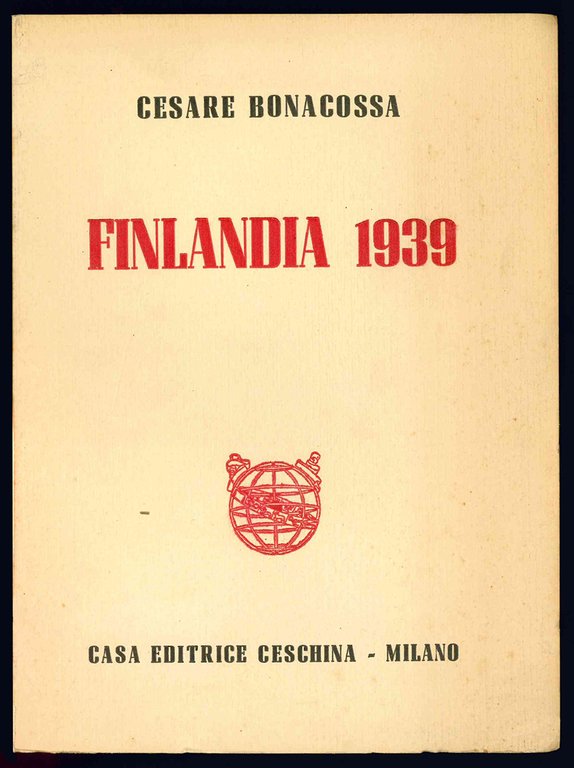 CESARE BONACOSSA
FINLANDIA 1939
CASA EDITRICE CESCHINA - MILANO